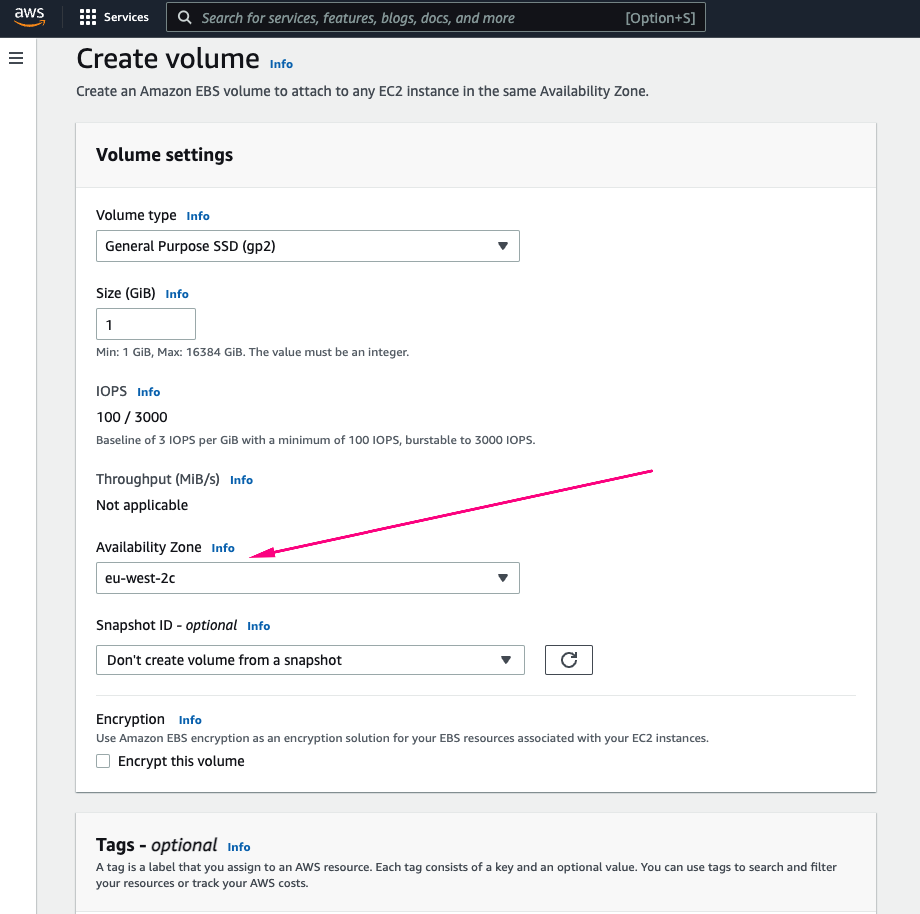 aws Services Search for services, features, blogs, docs, and more [Option+S]
Create volume Info
Create an Amazon EBS volume to attach to any EC2 instance in the same Availability Zone.
Volume settings
Volume type Info
General Purpose SSD (gp2)
Size (GiB) Info
1
Min: 1 GiB, Max: 16384 GiB. The value must be an integer.
IOPS Info
100 / 3000
Baseline of 3 IOPS per GiB with a minimum of 100 IOPS, burstable to 3000 IOPS.
Throughput (MiB/s) Info
Not applicable
Availability Zone Info
eu-west-2c
Snapshot ID - optional Info
Don't create volume from a snapshot
Encryption Info
Use Amazon EBS encryption as an encryption solution for your EBS resources associated with your EC2 instances.
Encrypt this volume
Tags - optional Info
A tag is a label that you assign to an AWS resource. Each tag consists of a key and an optional value. You can use tags to search and filter
your resources or track your AWS costs.